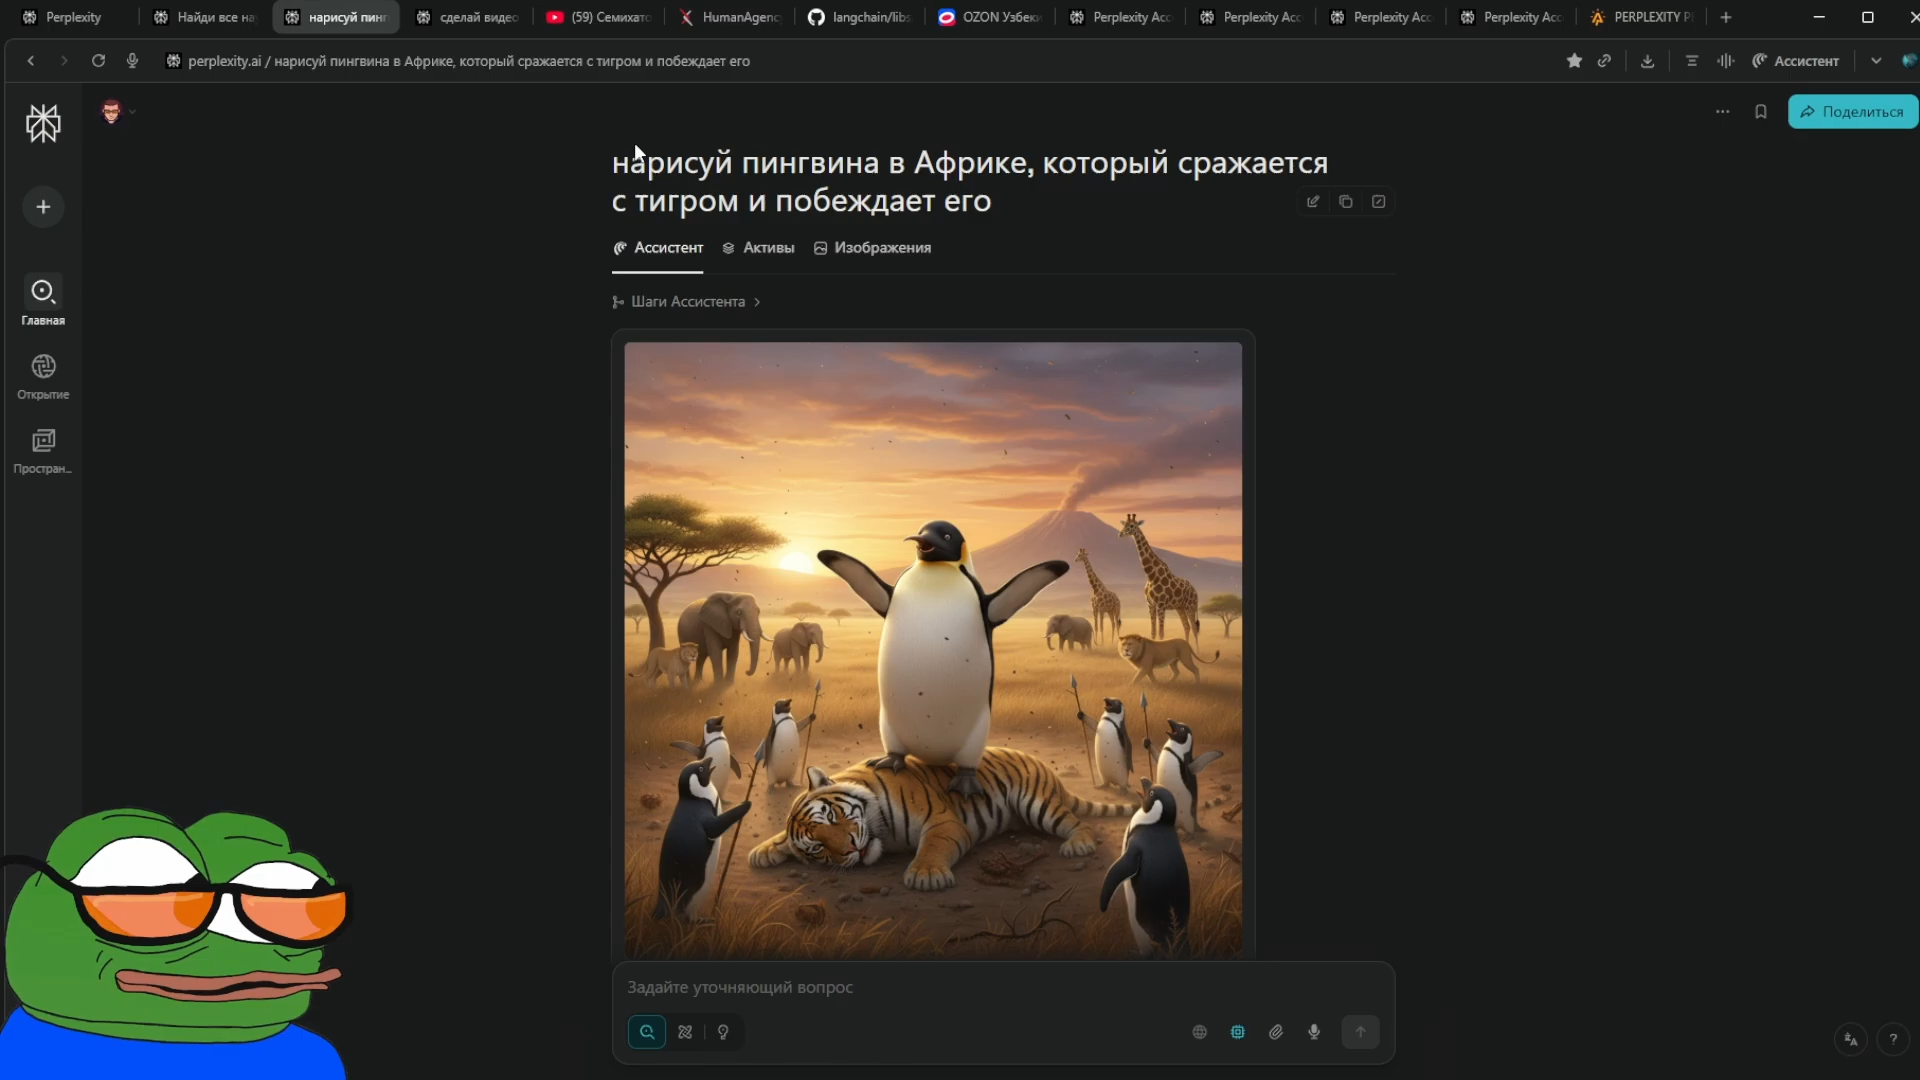 Perplexity
Найди все на
нарисуй пинг
сделай видео
(59) Семихато
HumanAgenc
langchain/libs
OZON Узбеки
Perplexity Acc
Perplexity Acc
Perplexity Acc
Perplexity Acc
PERPLEXITY P
perplexity.ai / нарисуй пингвина в Африке, который сражается с тигром и побеждает его
Ассистент
Поделиться
нарисуй пингвина в Африке, который сражается
с тигром и побеждает его
Ассистент
Активы
Изображения
Шаги Ассистента
Главная
Открытие
Простран...
Задайте уточняющий вопрос